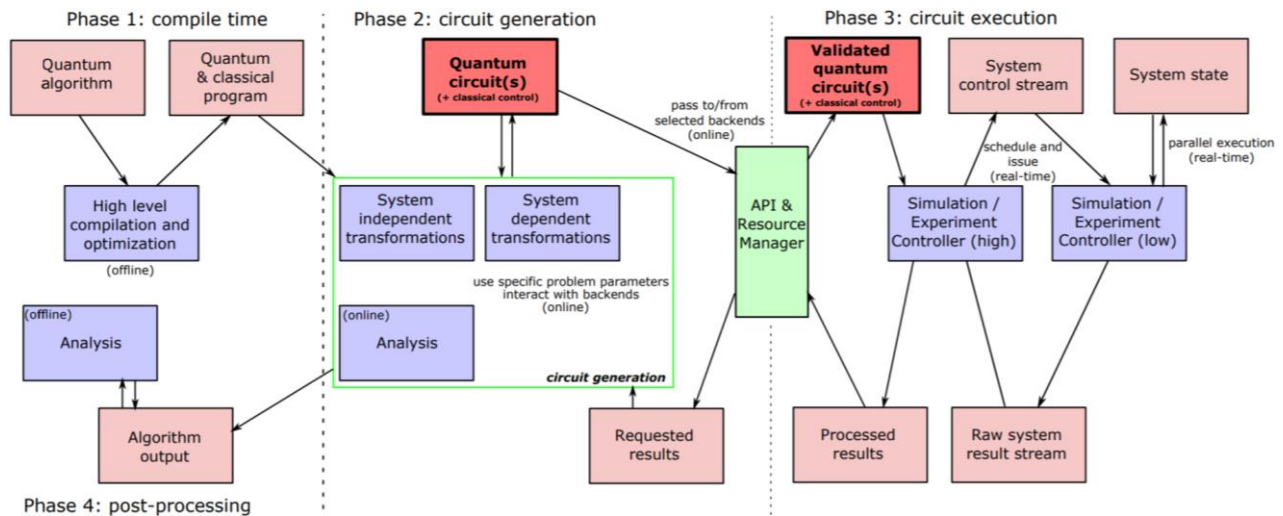 Phase 1: compile time
Phase 2: circuit generation
Phase 3: circuit execution
Quantum
algorithm
Quantum
& classical
program
Quantum
circuit(s)
(+ classical control)
Validated
quantum
circuit(s)
(+ classical control)
System
control stream
System state
pass to/from
selected backends
(online)
schedule and
issue
(real-time)
parallel execution
(real-time)
High level
compilation and
optimization
(offline)
System
independent
transformations
System
dependent
transformations
API &
Resource
Manager
Simulation /
Experiment
Controller (high)
Simulation /
Experiment
Controller (low)
use specific problem parameters
interact with backends
(online)
(offline)
Analysis
(online)
Analysis
circuit generation
Algorithm
output
Requested
results
Processed
results
Raw system
result stream
Phase 4: post-processing